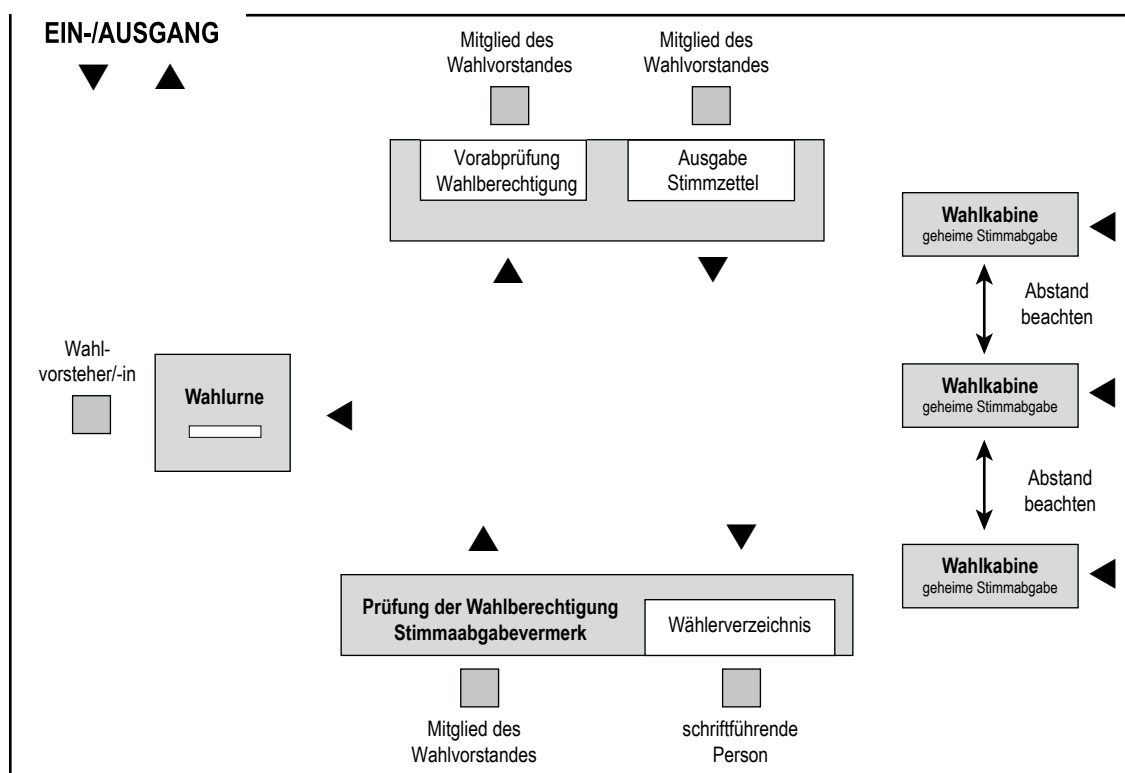 EIN-/AUSGANG
Mitglied des
Wahlvorstandes
Mitglied des
Wahlvorstandes
Vorabprüfung
Wahlberechtigung
Ausgabe
Stimmzettel
Wahlkabine
geheime Stimmabgabe
Abstand
beachten
Wahl-
vorsteher/-in
Wahlurne
Wahlkabine
geheime Stimmabgabe
Abstand
beachten
Wahlkabine
geheime Stimmabgabe
Prüfung der Wahlberechtigung
Stimmaabgabevermerk
Wählerverzeichnis
Mitglied des
Wahlvorstandes
schriftführende
Person